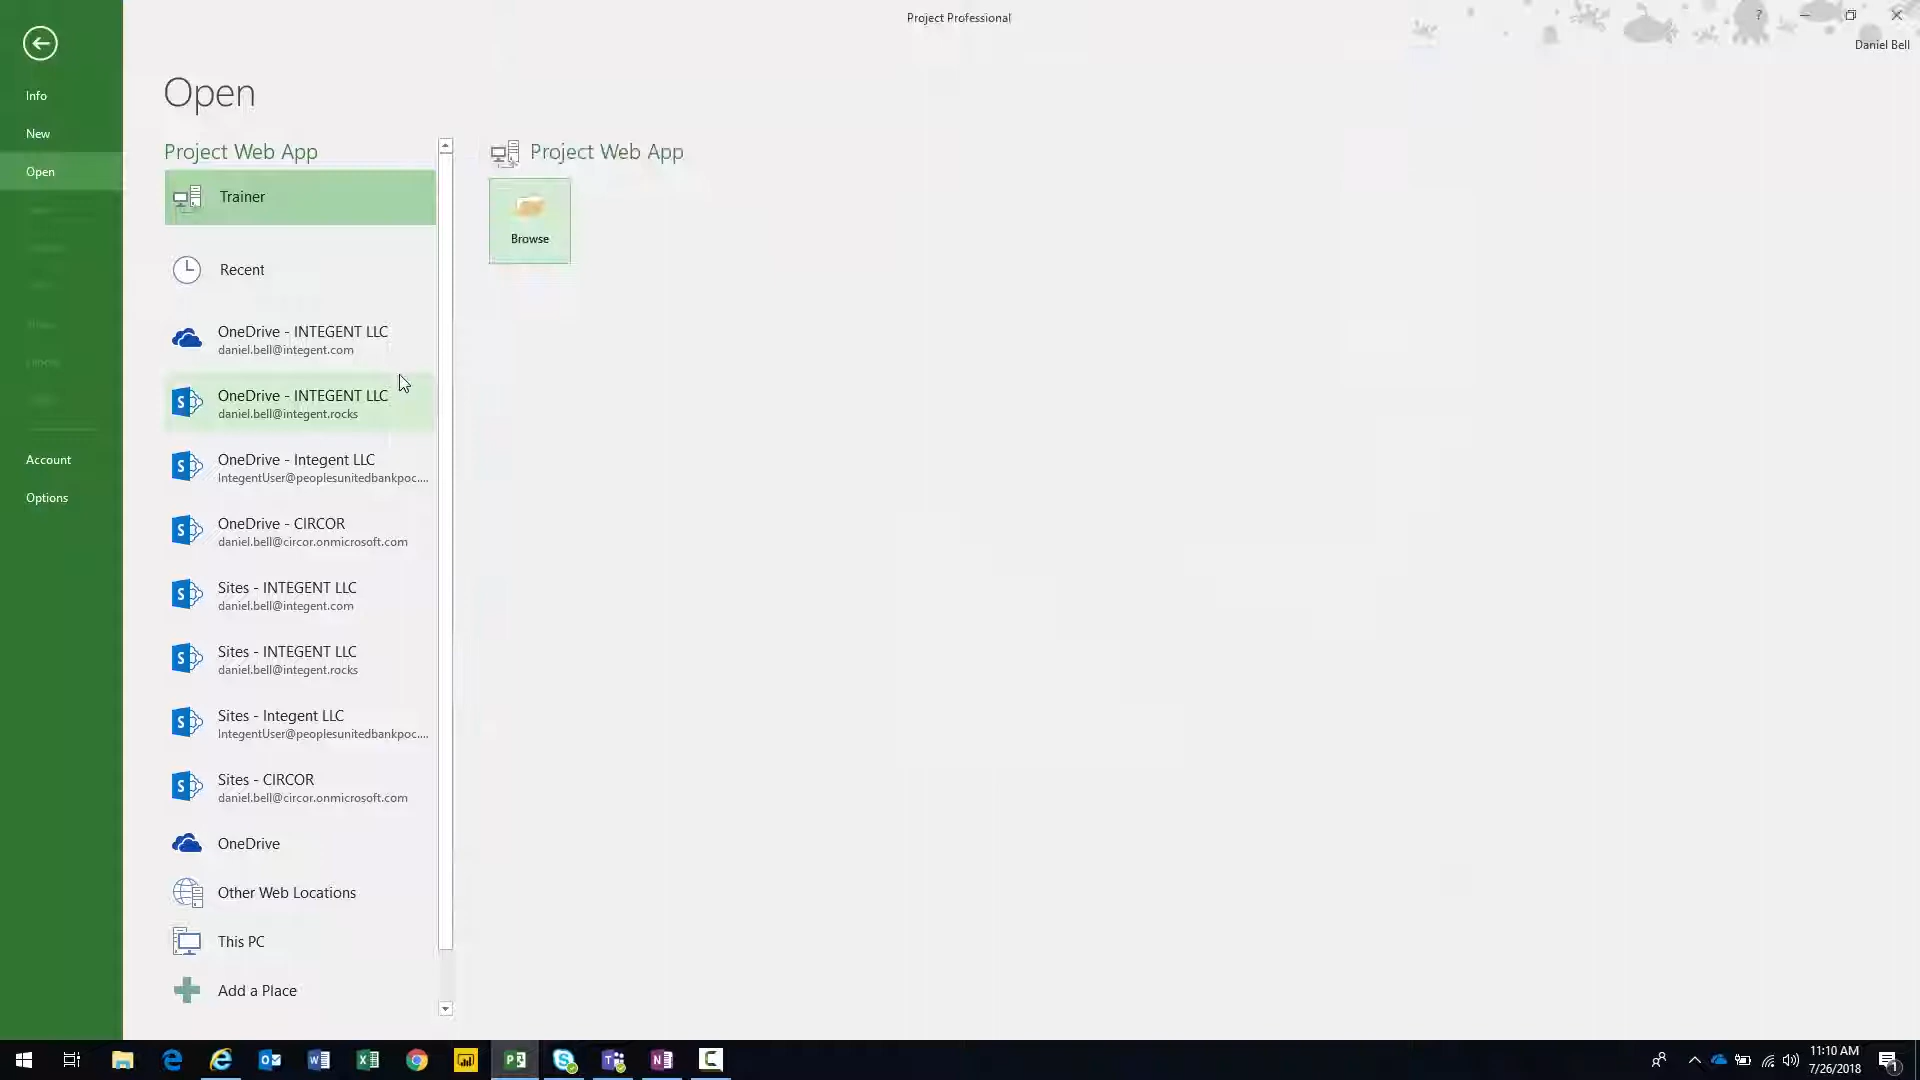 Project Professional
?
Daniel Bell
Info
New
Open
Account
Options
Open
Project Web App
Trainer
Recent
OneDrive - INTEGENT LLC
daniel.bell@integent.com
OneDrive - INTEGENT LLC
daniel.bell@integent.rocks
OneDrive - Integent LLC
IntegentUser@peoplesunitedbankpoc....
OneDrive - CIRCOR
daniel.bell@circor.onmicrosoft.com
Sites - INTEGENT LLC
daniel.bell@integent.com
Sites - INTEGENT LLC
daniel.bell@integent.rocks
Sites - Integent LLC
IntegentUser@peoplesunitedbankpoc....
Sites - CIRCOR
daniel.bell@circor.onmicrosoft.com
OneDrive
Other Web Locations
This PC
Add a Place
Project Web App
Browse
11:10 AM
7/26/2018
1